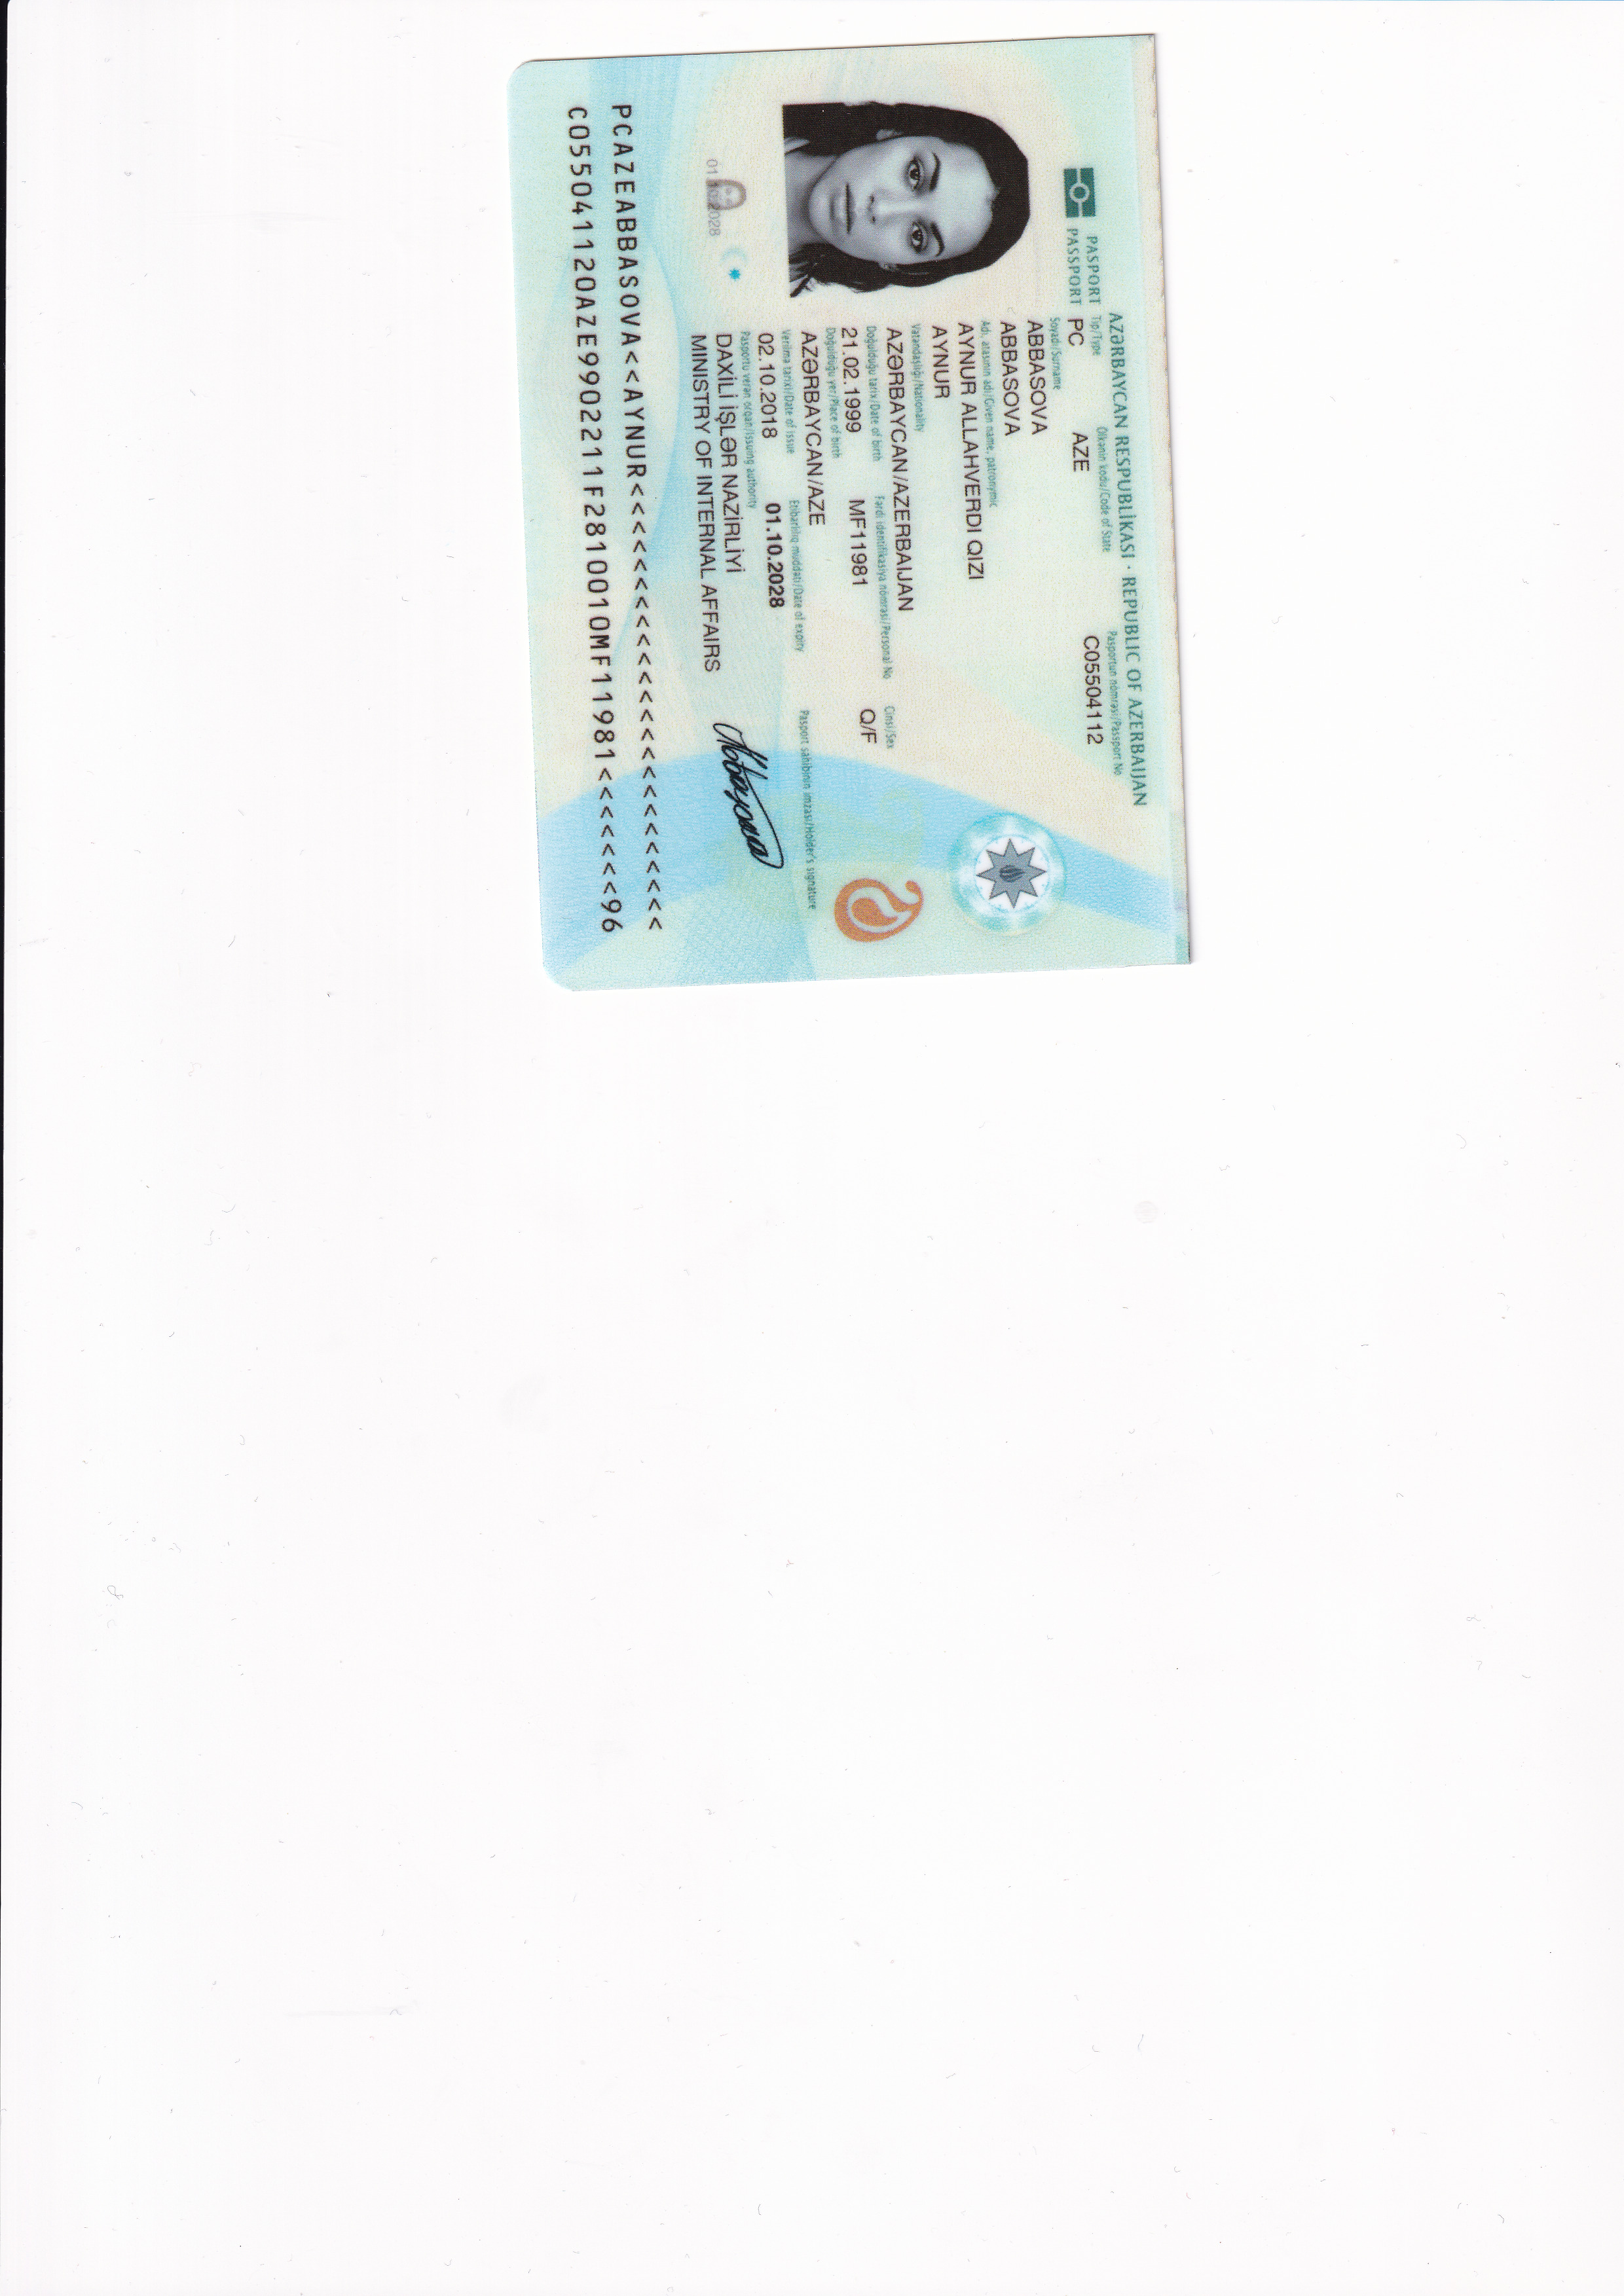 AZƏRBAYCAN RESPUBLİKASI · REPUBLIC OF AZERBAIJAN
PASPORT Tip/Type Ölkənin kodu/Code of State Pasportun nömrəsi/Passport No
PASSPORT PC AZE C05504112
Soyadı/Surname
ABBASOVA
ABBASOVA
Adı, atasının adı/Given name, patronymic
AYNUR ALLAHVERDI QIZI
AYNUR
Vətəndaşlığı/Nationality
AZƏRBAYCAN/AZERBAIJAN
Doğulduğu tarix/Date of birth Fərdi identifikasiya nömrəsi/Personal No Cinsi/Sex
21.02.1999 MF11981 Q/F
Doğulduğu yer/Place of birth
AZƏRBAYCAN/AZE
Verilmə tarixi/Date of issue Etibarlılıq müddəti/Date of expiry Pasport sahibinin imzası/Holder's signature
02.10.2018 01.10.2028
Pasportu verən orqan/Issuing authority
DAXİLİ İŞLƏR NAZİRLİYİ
MINISTRY OF INTERNAL AFFAIRS
01.10.2028
PCAZEABBASOVA<<AYNUR<<<<<<<<<<<<<<<<<<<<<<<<
C055041120AZE9902211F2810010MF11981<<<<<<<96